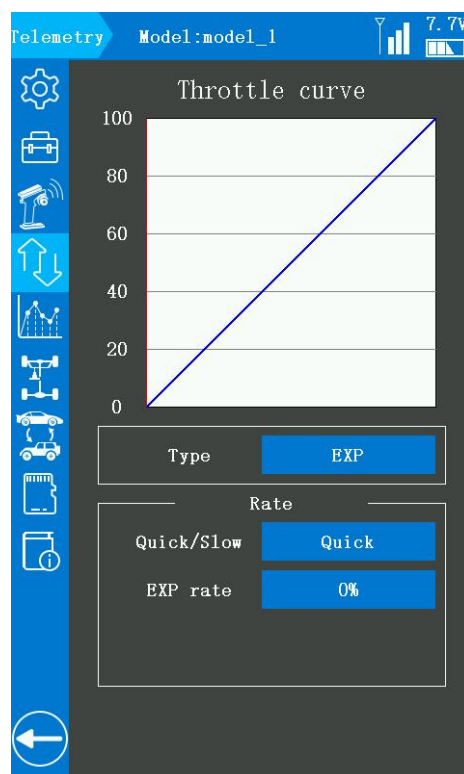 Telemetry Model:model_1 7.7V
Throttle curve
100
80
60
40
20
0
Type EXP
Rate
Quick/Slow Quick
EXP rate 0%